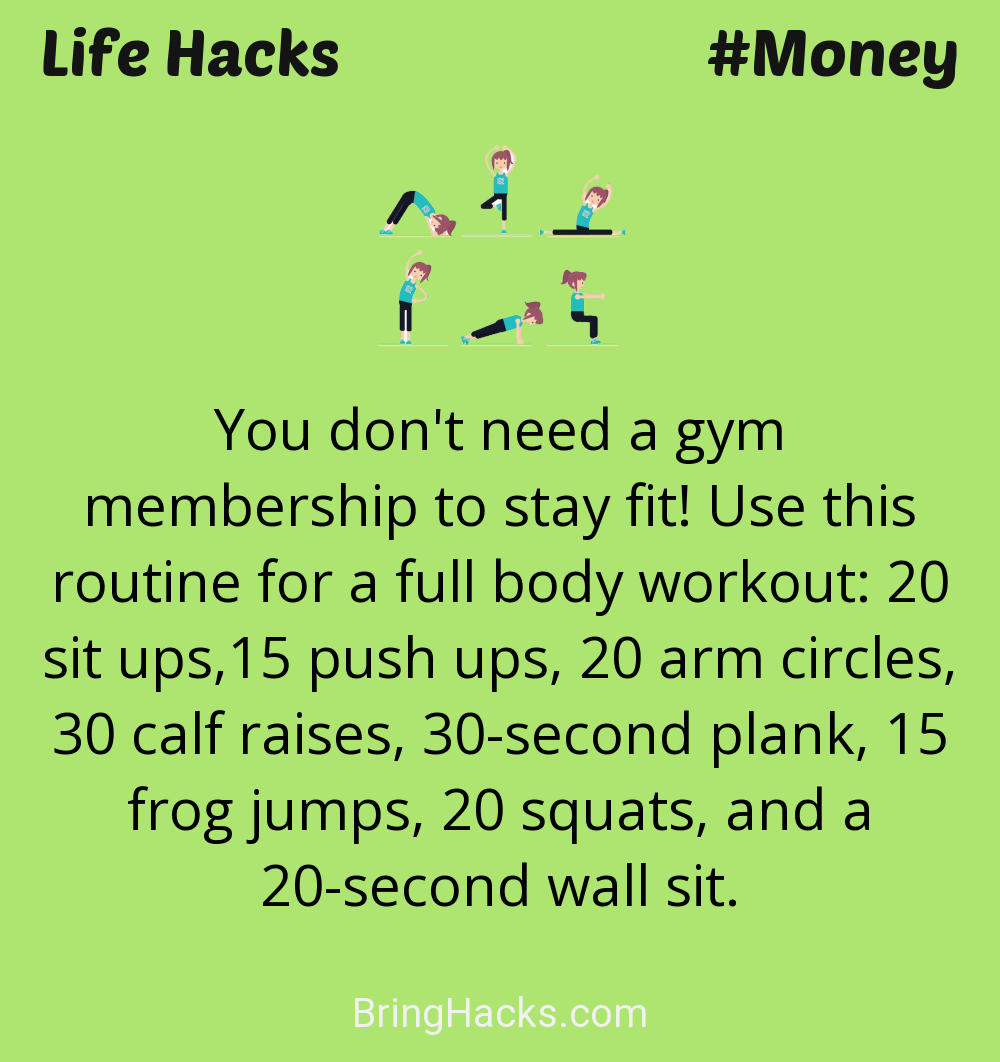 Life Hacks
#Money
You don't need a gym
membership to stay fit! Use this
routine for a full body workout: 20
sit ups,15 push ups, 20 arm circles,
30 calf raises, 30-second plank, 15
frog jumps, 20 squats, and a
20-second wall sit.
BringHacks.com